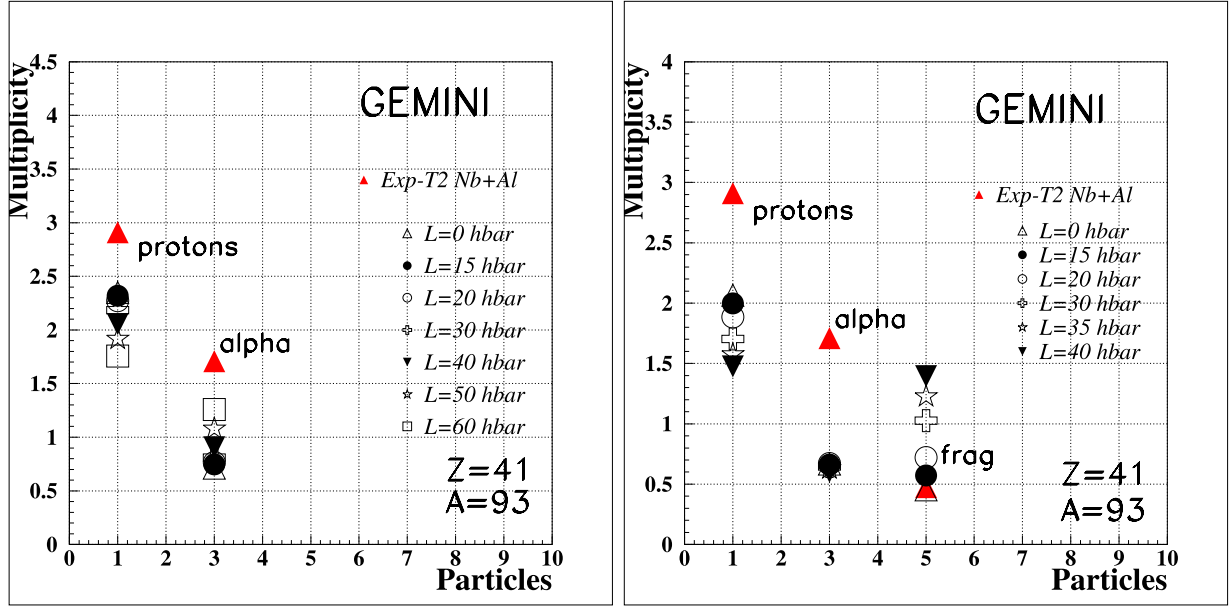 Multiplicity
4.5
4
3.5
3
2.5
2
1.5
1
0.5
0
GEMINI
Exp-T2 Nb+Al
protons
L=0 hbar
L=15 hbar
L=20 hbar
L=30 hbar
L=40 hbar
L=50 hbar
L=60 hbar
alpha
Z=41
A=93
0 1 2 3 4 5 6 7 8 9 10
Particles
Multiplicity
4
3.5
3
2.5
2
1.5
1
0.5
0
GEMINI
Exp-T2 Nb+Al
protons
L=0 hbar
L=15 hbar
L=20 hbar
L=30 hbar
L=35 hbar
L=40 hbar
alpha
frag
Z=41
A=93
0 1 2 3 4 5 6 7 8 9 10
Particles